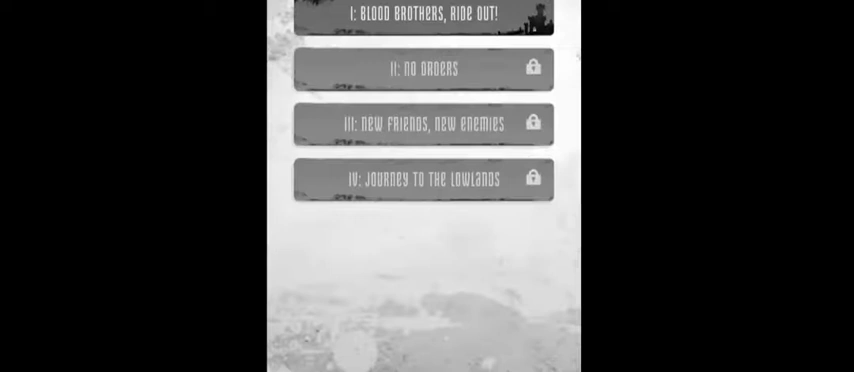 I: BLOOD BROTHERS, RIDE OUT!
II: NO ORDERS
III: NEW FRIENDS, NEW ENEMIES
IV: JOURNEY TO THE LOWLANDS